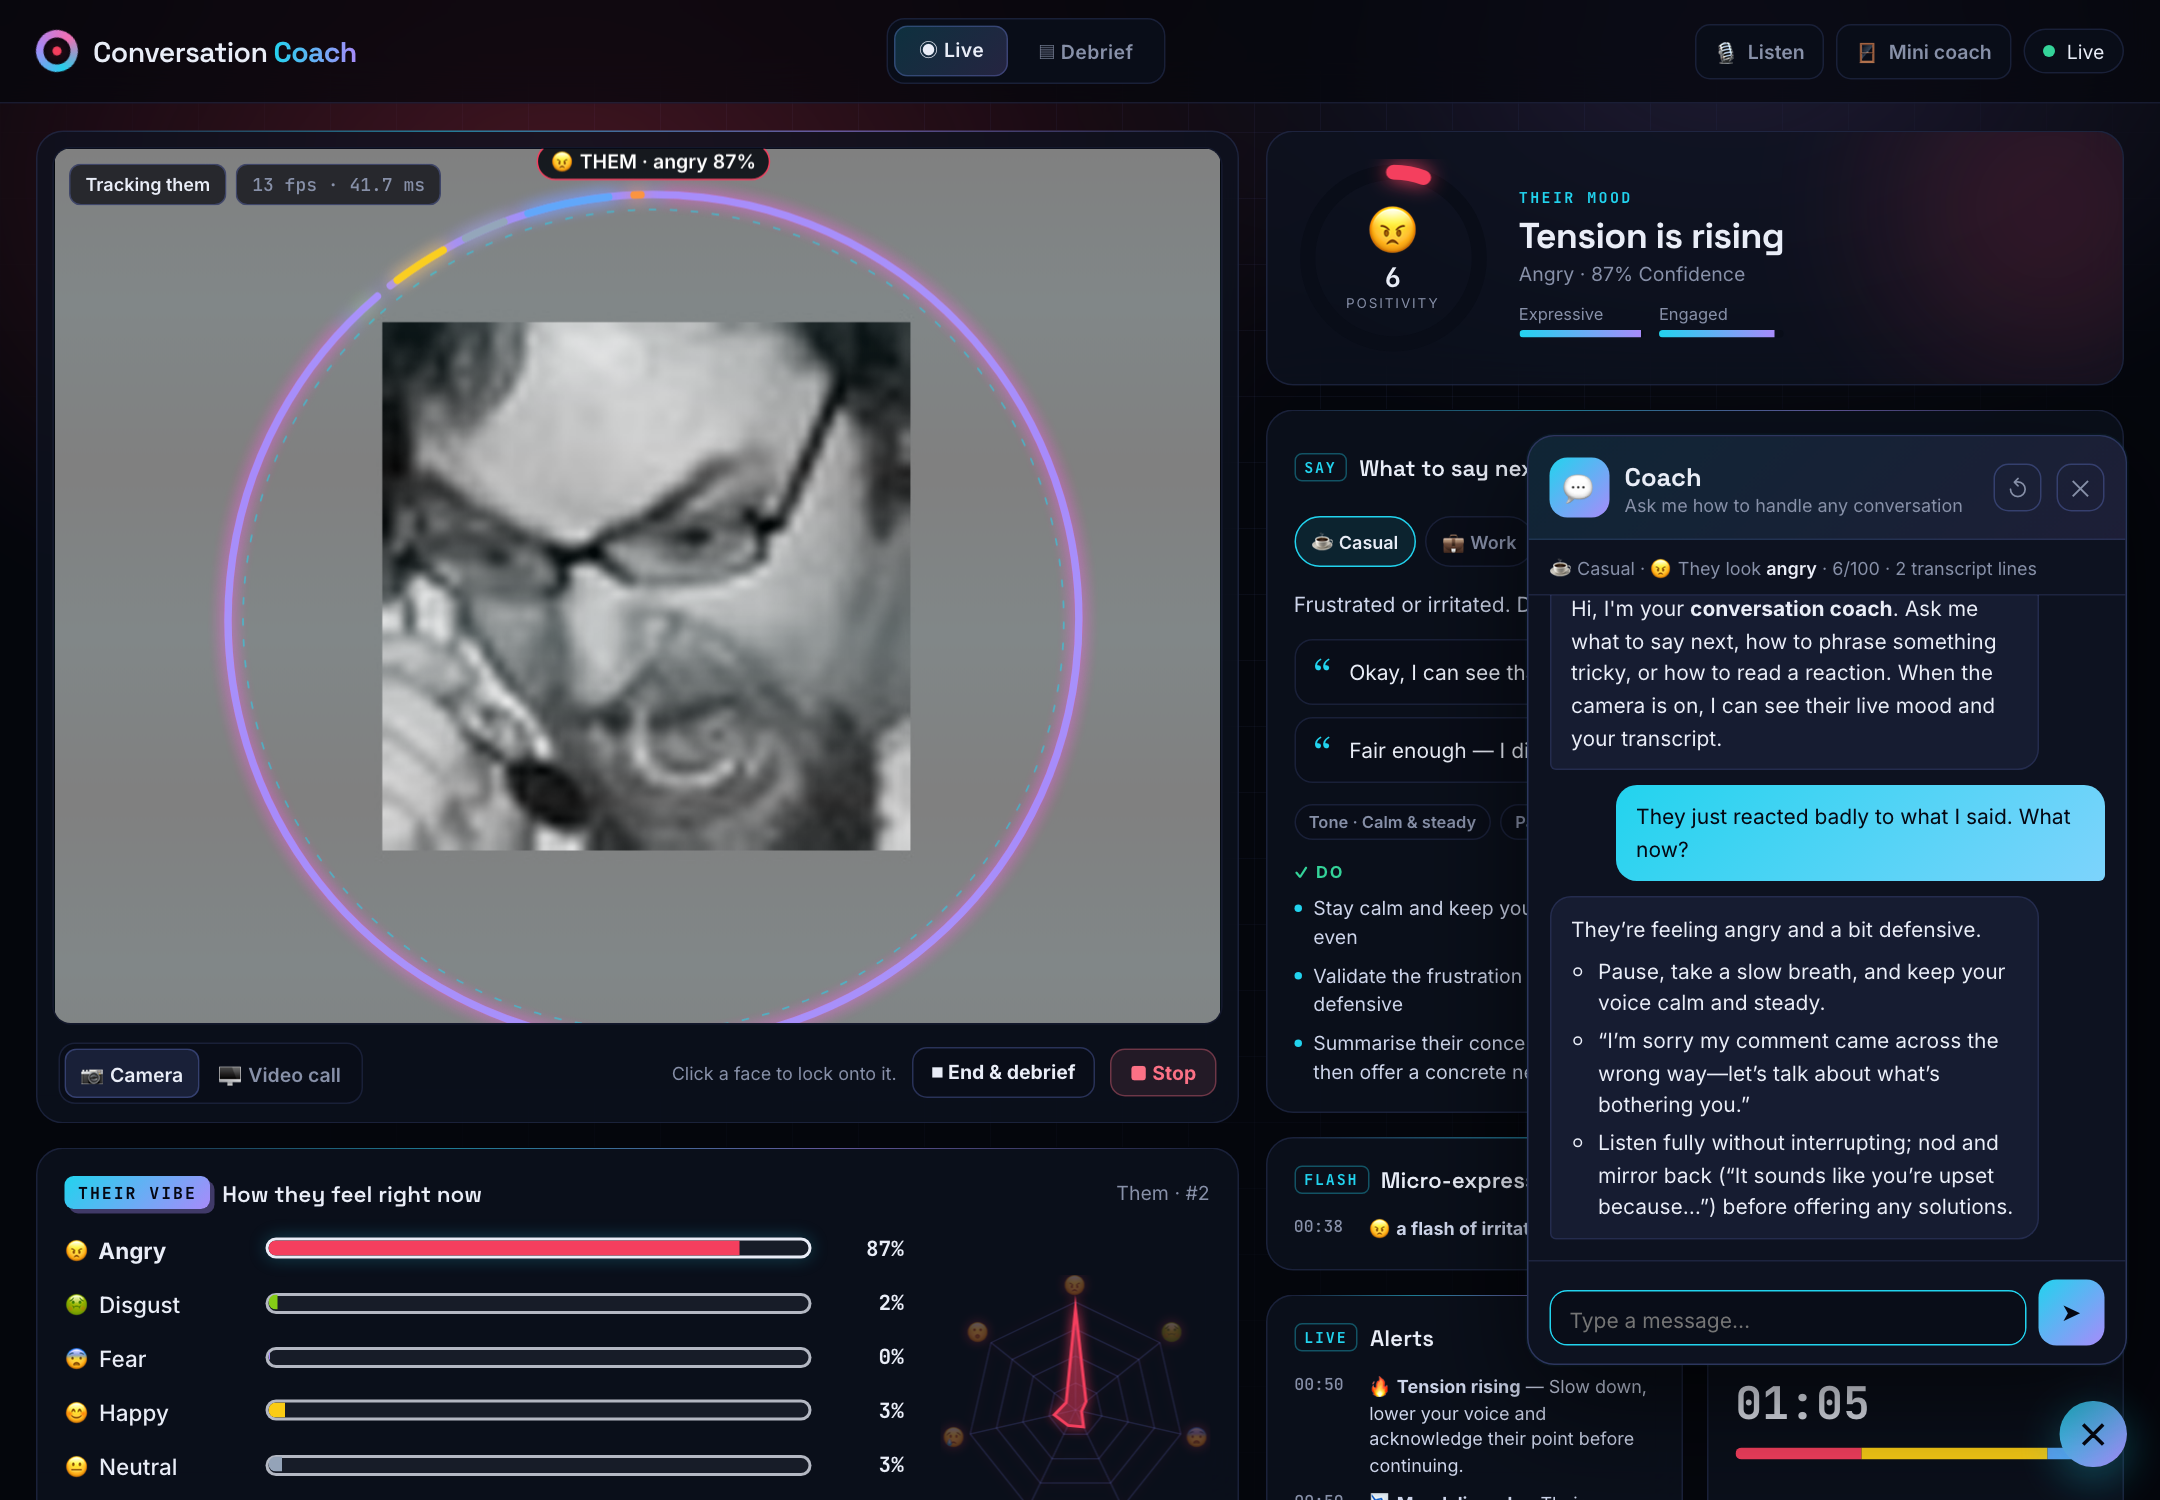 Conversation Coach
Live
Debrief
Listen
Mini coach
Live
Tracking them
13 fps · 41.7 ms
THEM · angry 87%
Camera
Video call
Click a face to lock onto it.
End & debrief
Stop
THEIR VIBE
How they feel right now
Them · #2
Angry
87%
Disgust
2%
Fear
0%
Happy
3%
Neutral
3%
6
POSITIVITY
THEIR MOOD
Tension is rising
Angry · 87% Confidence
Expressive
Engaged
SAY
What to say nex
Casual
Work
Frustrated or irritated. D
“ Okay, I can see th
“ Fair enough — I di
Tone · Calm & steady
P
✓ DO
Stay calm and keep you
even
Validate the frustration
defensive
Summarise their conce
then offer a concrete ne
FLASH
Micro-express
00:38
a flash of irritat
LIVE
Alerts
00:50
Tension rising — Slow down,
lower your voice and
acknowledge their point before
continuing.
01:05
Coach
Ask me how to handle any conversation
Casual · They look angry · 6/100 · 2 transcript lines
Hi, I'm your conversation coach. Ask me
what to say next, how to phrase something
tricky, or how to read a reaction. When the
camera is on, I can see their live mood and
your transcript.
They just reacted badly to what I said. What
now?
They’re feeling angry and a bit defensive.
Pause, take a slow breath, and keep your
voice calm and steady.
“I’m sorry my comment came across the
wrong way—let’s talk about what’s
bothering you.”
Listen fully without interrupting; nod and
mirror back (“It sounds like you’re upset
because…”) before offering any solutions.
Type a message...